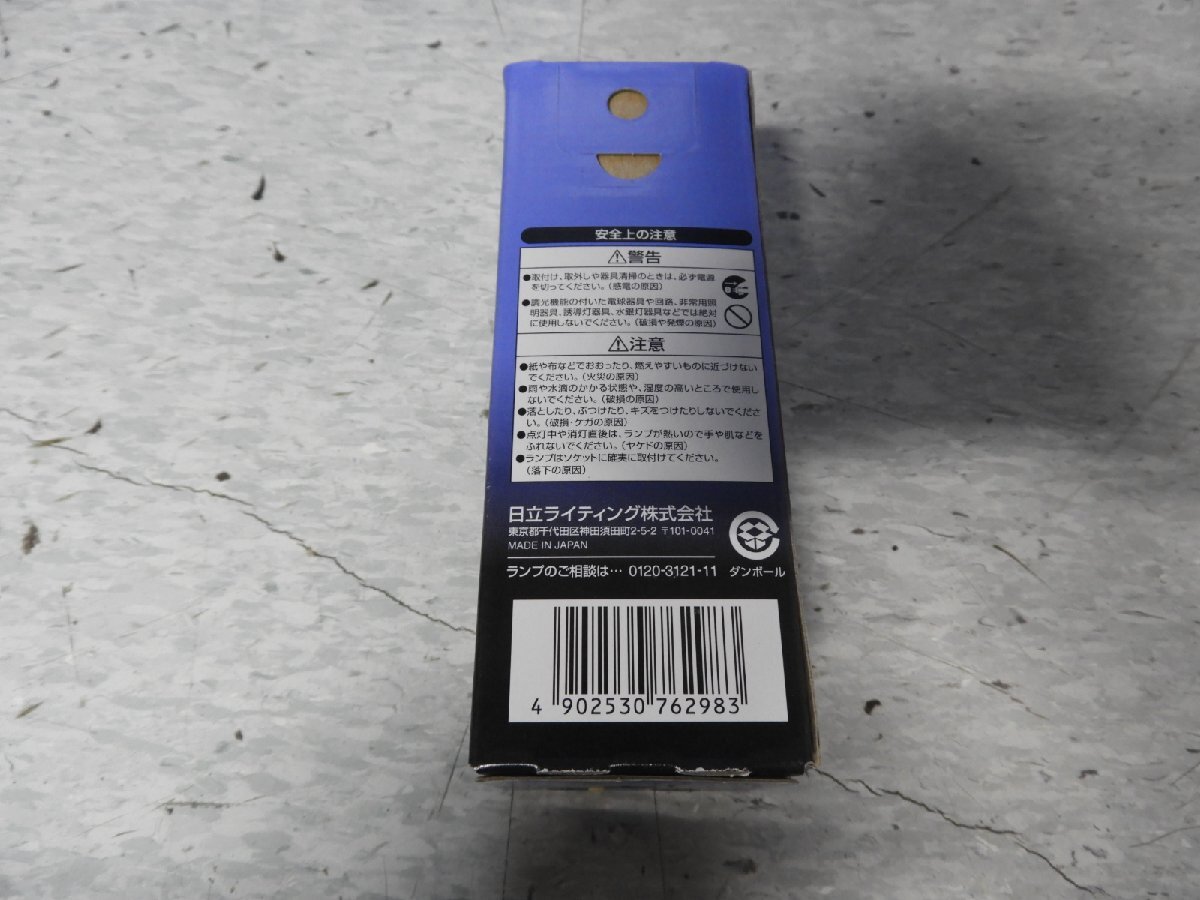 安全上の注意
⚠警告
●取付け、取外しや器具清掃のときは、必ず電源
を切ってください。(感電の原因)
●調光機能の付いた電球器具や回路、非常用照
明器具、誘導灯器具、水銀灯器具などでは絶対
に使用しないでください。(破損や発煙の原因)
⚠注意
●紙や布などでおおったり、燃えやすいものに近づけない
でください。(火災の原因)
●雨や水滴のかかる状態や、湿度の高いところで使用し
ないでください。(破損の原因)
●落としたり、ぶつけたり、キズをつけたりしないでくださ
い。(破損・ケガの原因)
●点灯中や消灯直後は、ランプが熱いので手や肌などを
ふれないでください。(ヤケドの原因)
●ランプはソケットに確実に取付けてください。
(落下の原因)
日立ライティング株式会社
東京都千代田区神田須田町2-5-2 〒101-0041
MADE IN JAPAN
ランプのご相談は… 0120-3121-11
ダンボール
4 902530 762983